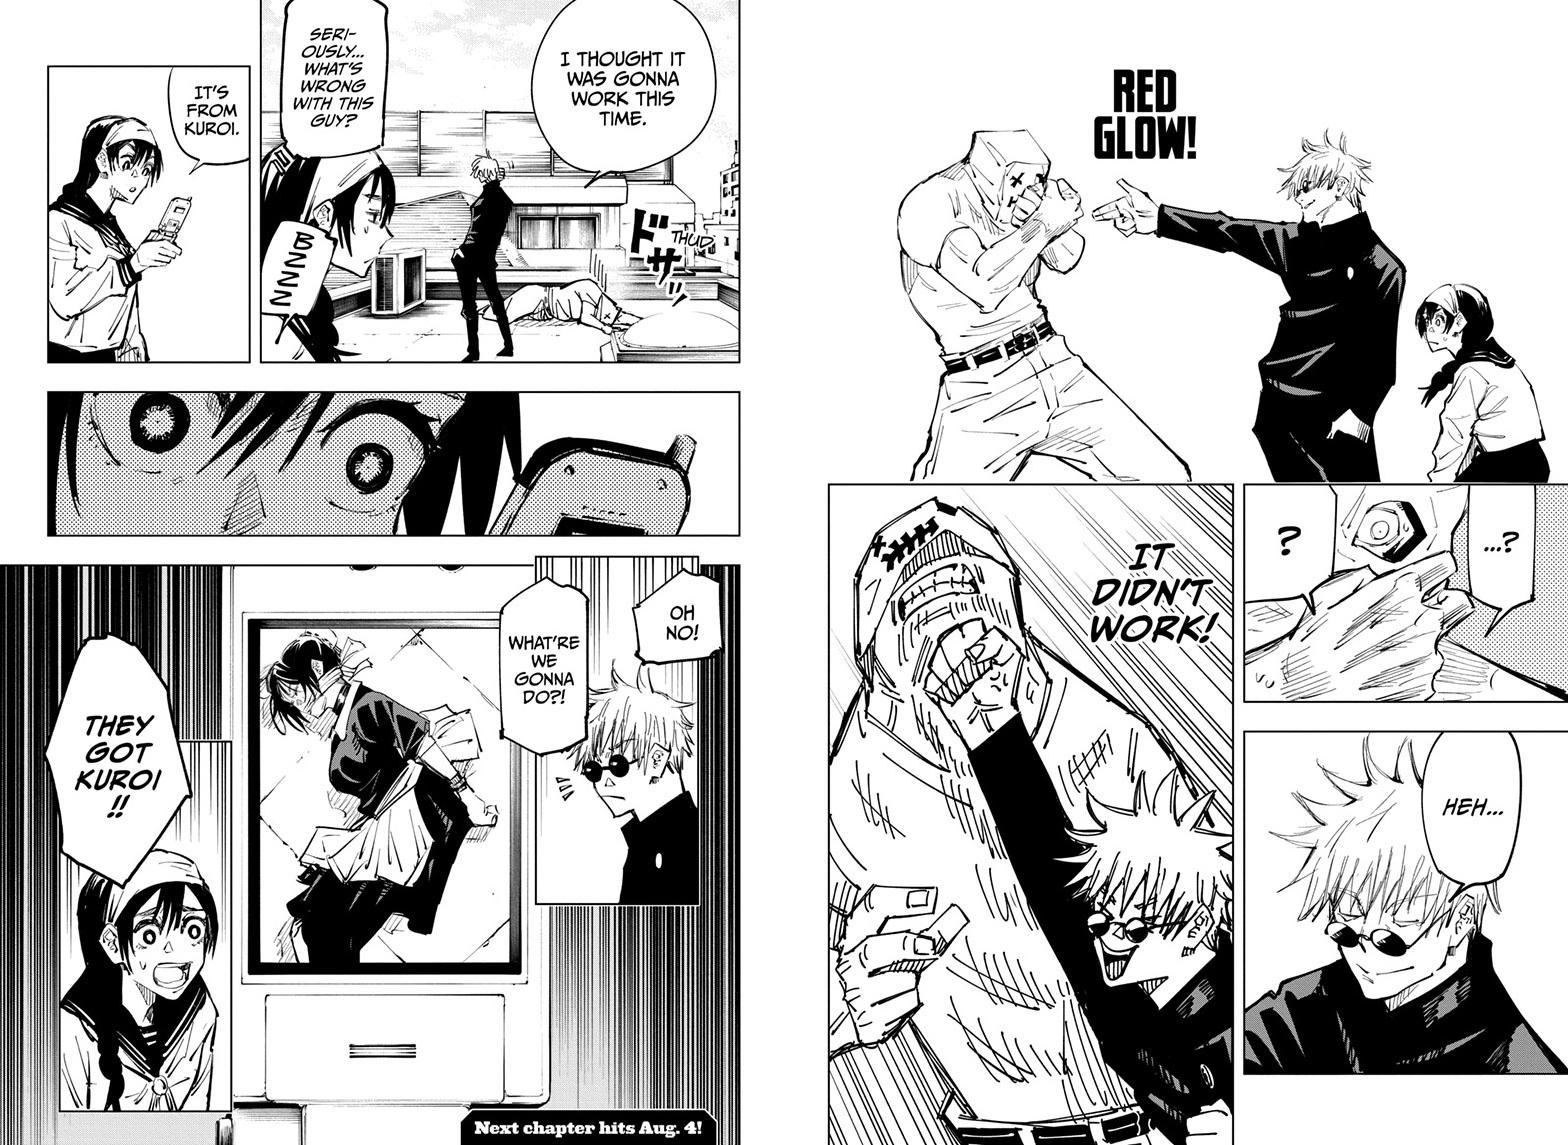 RED
GLOW!
...?
?
HEH...
IT
DIDN'T
WORK!
I THOUGHT IT
WAS GONNA
WORK THIS
TIME.
ドサッ
THUD
SERI-
OUSLY...
WHAT'S
WRONG
WITH THIS
GUY?
BZZZ
IT'S
FROM
KUROI.
OH
NO!
WHAT'RE
WE
GONNA
DO?!
THEY
GOT
KUROI
!!
Next chapter hits Aug. 4!